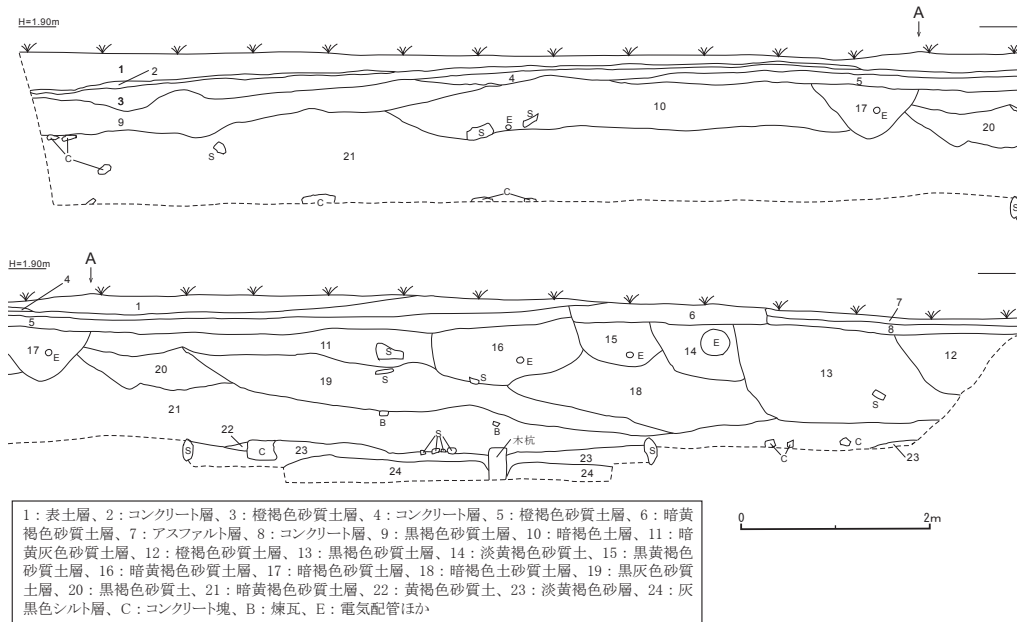 H=1.90m
A
1
2
3
4
5
9
10
17
E
20
S
E
S
C
S
21
C
C
S
H=1.90m
A
4
1
5
6
7
8
17
E
11
S
16
E
15
E
14
E
12
20
19
S
S
18
13
S
21
B
B
22
S
C
23
S
木杭
23
S
C
C
23
24
24
1：表土層、2：コンクリート層、3：橙褐色砂質土層、4：コンクリート層、5：橙褐色砂質土層、6：暗黄
褐色砂質土層、7：アスファルト層、8：コンクリート層、9：黒褐色砂質土層、10：暗褐色土層、11：暗
黄灰色砂質土層、12：橙褐色砂質土層、13：黒褐色砂質土層、14：淡黄褐色砂質土、15：黒黄褐色
砂質土層、16：暗黄褐色砂質土層、17：暗褐色砂質土層、18：暗褐色土砂質土層、19：黒灰色砂質
土層、20：黒褐色砂質土、21：暗黄褐色砂質土層、22：黄褐色砂質土、23：淡黄褐色砂層、24：灰
黒色シルト層、C：コンクリート塊、B：煉瓦、E：電気配管ほか
0
2m